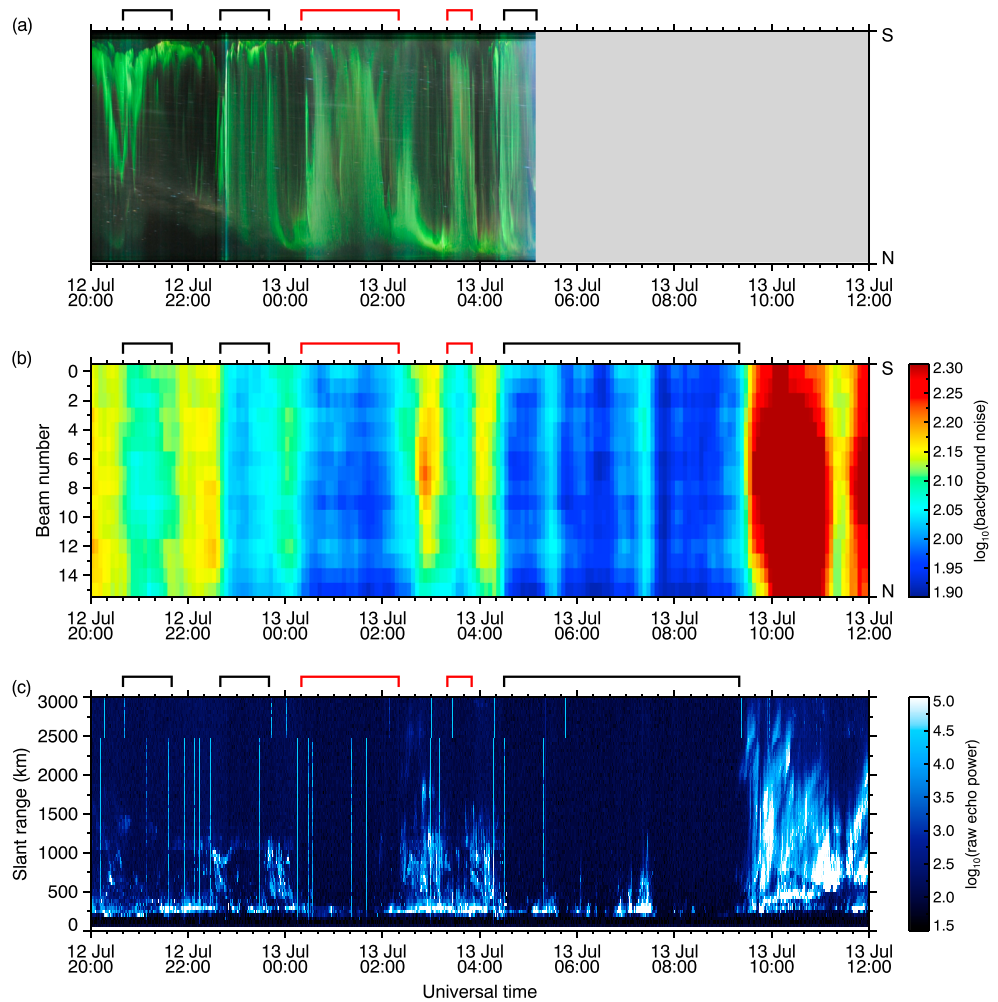 (a)
S
N
12 Jul 12 Jul 13 Jul 13 Jul 13 Jul 13 Jul 13 Jul 13 Jul 13 Jul
20:00 22:00 00:00 02:00 04:00 06:00 08:00 10:00 12:00
(b)
S
N
Beam number
0
2
4
6
8
10
12
14
2.30
2.25
2.20
2.15
2.10
2.05
2.00
1.95
1.90
log10(background noise)
12 Jul 12 Jul 13 Jul 13 Jul 13 Jul 13 Jul 13 Jul 13 Jul 13 Jul
20:00 22:00 00:00 02:00 04:00 06:00 08:00 10:00 12:00
(c)
Slant range (km)
3000
2500
2000
1500
1000
500
0
5.0
4.5
4.0
3.5
3.0
2.5
2.0
1.5
log10(raw echo power)
12 Jul 12 Jul 13 Jul 13 Jul 13 Jul 13 Jul 13 Jul 13 Jul 13 Jul
20:00 22:00 00:00 02:00 04:00 06:00 08:00 10:00 12:00
Universal time